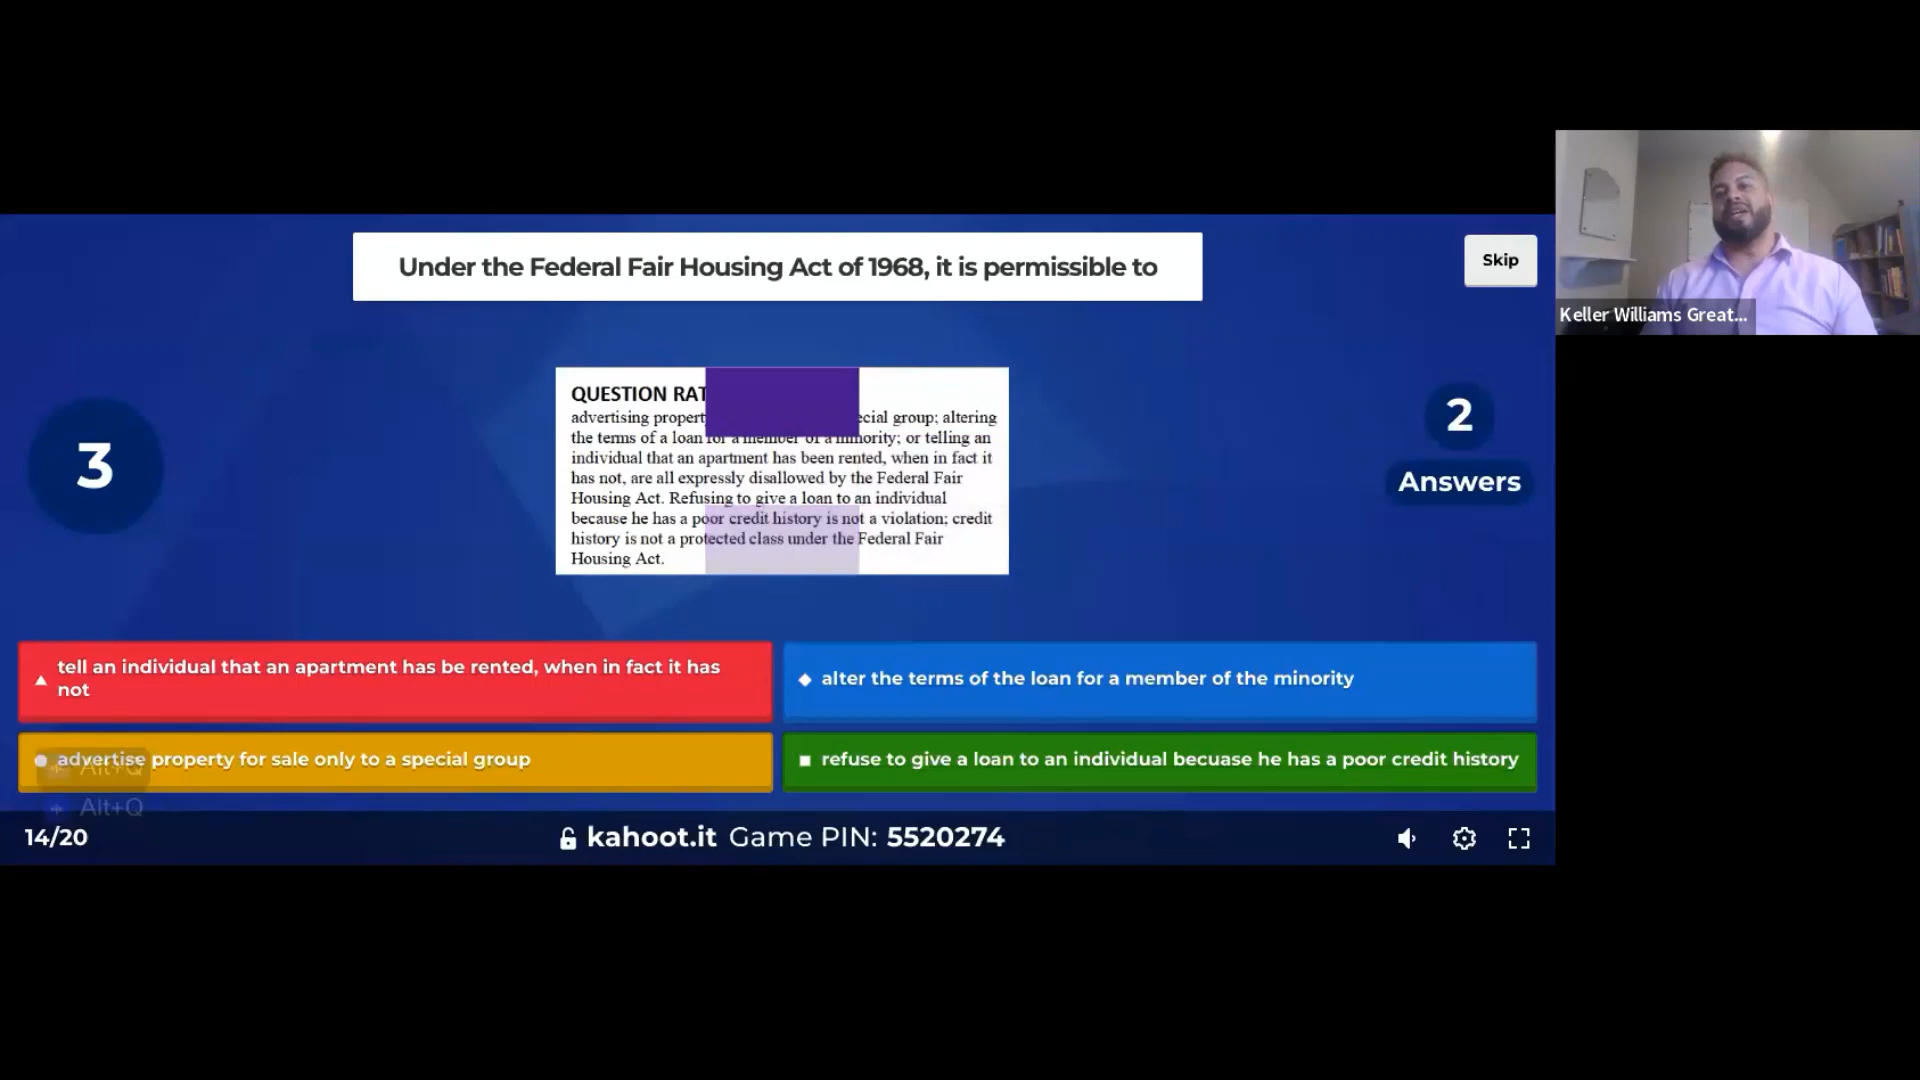 Under the Federal Fair Housing Act of 1968, it is permissible to
Skip
Keller Williams Great...
3
QUESTION RAT
advertising propert ecial group; altering
the terms of a loan for a member of a minority; or telling an
individual that an apartment has been rented, when in fact it
has not, are all expressly disallowed by the Federal Fair
Housing Act. Refusing to give a loan to an individual
because he has a poor credit history is not a violation; credit
history is not a protected class under the Federal Fair
Housing Act.
2
Answers
tell an individual that an apartment has be rented, when in fact it has
not
alter the terms of the loan for a member of the minority
advertise property for sale only to a special group
refuse to give a loan to an individual becuase he has a poor credit history
Alt+Q
Alt+Q
14/20
kahoot.it Game PIN: 5520274